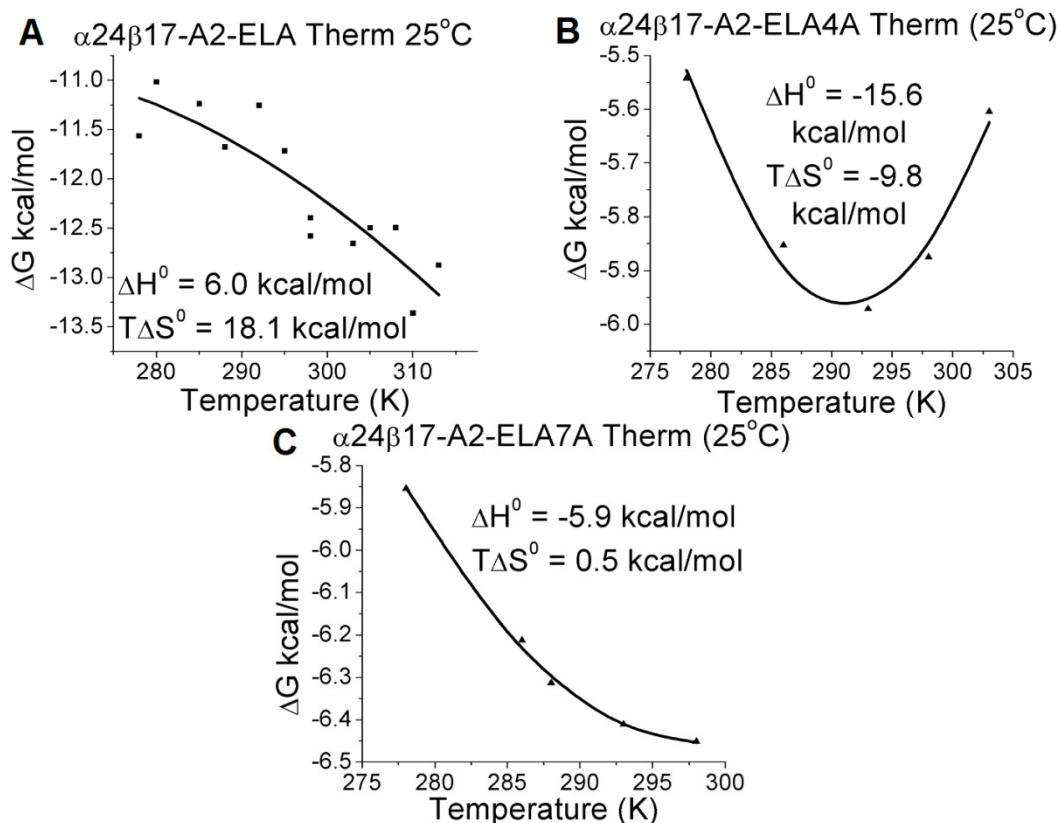 A α24β17-A2-ELA Therm 25°C
-11.0
-11.5
-12.0
-12.5
-13.0
-13.5
ΔG kcal/mol
ΔH⁰ = 6.0 kcal/mol
TΔS⁰ = 18.1 kcal/mol
280 290 300 310
Temperature (K)
B α24β17-A2-ELA4A Therm (25°C)
-5.5
-5.6
-5.7
-5.8
-5.9
-6.0
ΔG kcal/mol
ΔH⁰ = -15.6
kcal/mol
TΔS⁰ = -9.8
kcal/mol
275 280 285 290 295 300 305
Temperature (K)
C α24β17-A2-ELA7A Therm (25°C)
-5.8
-5.9
-6.0
-6.1
-6.2
-6.3
-6.4
-6.5
ΔG kcal/mol
ΔH⁰ = -5.9 kcal/mol
TΔS⁰ = 0.5 kcal/mol
275 280 285 290 295 300
Temperature (K)